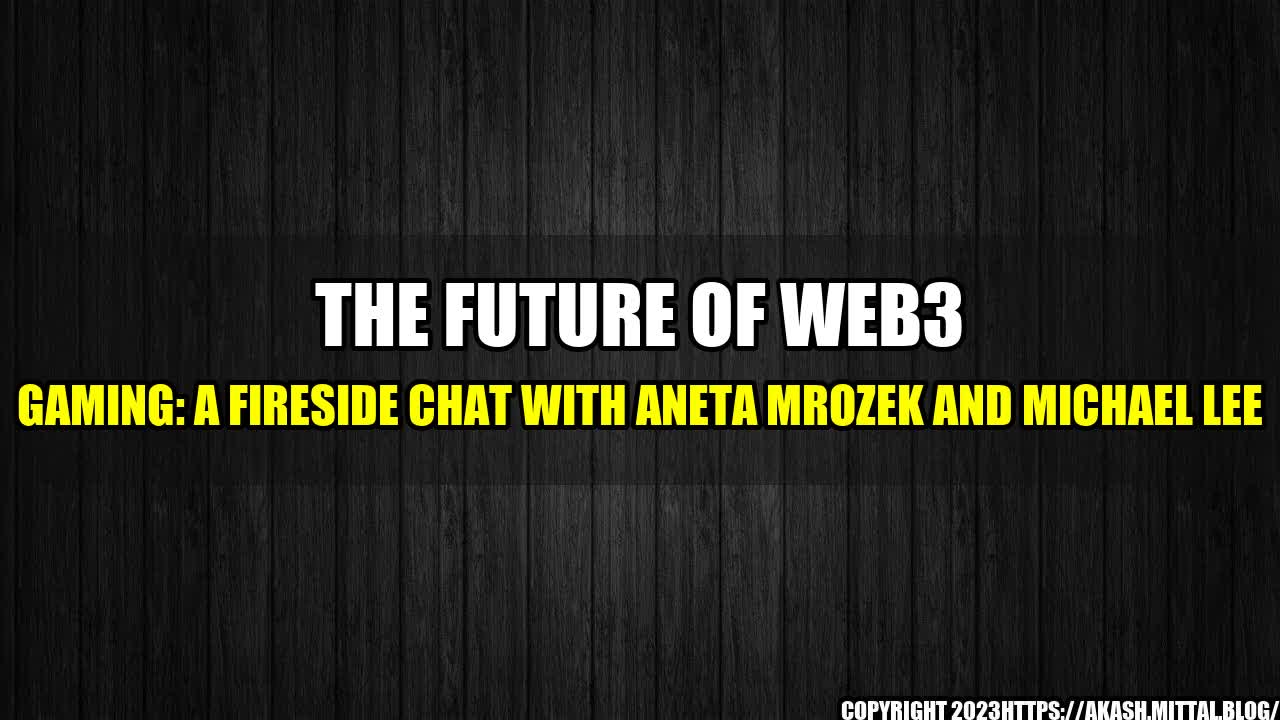 THE FUTURE OF WEB3
GAMING: A FIRESIDE CHAT WITH ANETA MROZEK AND MICHAEL LEE
COPYRIGHT 2023HTTPS://AKASH.MITTAL.BLOG/